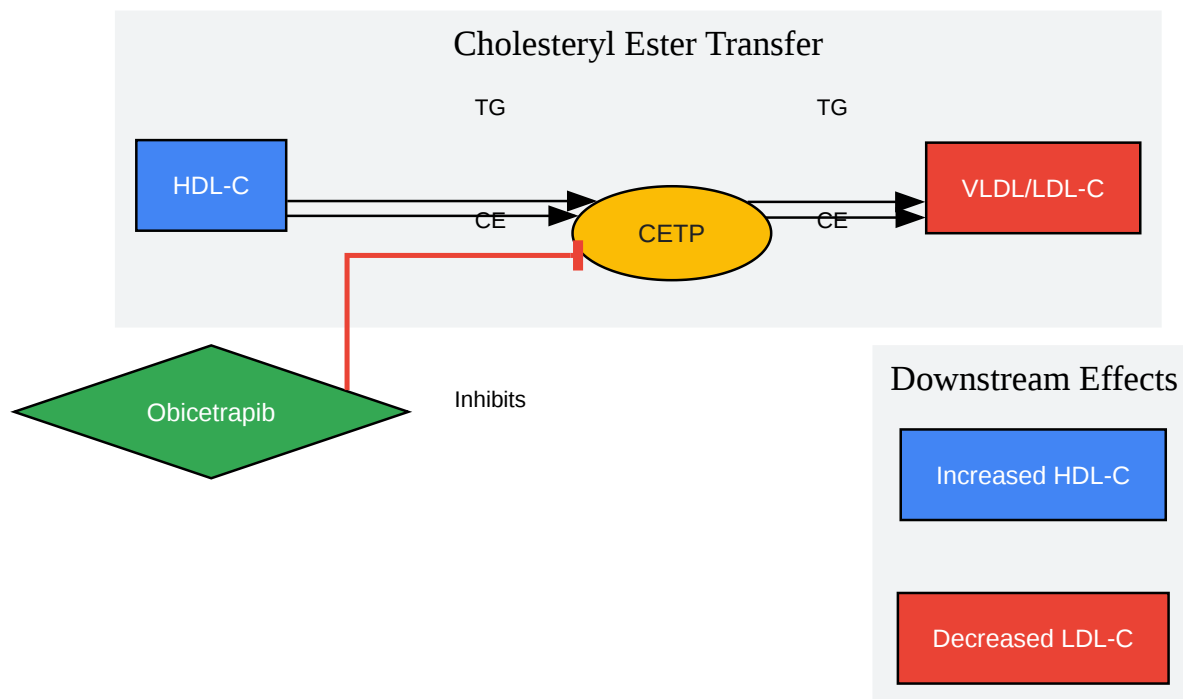 Cholesteryl Ester Transfer
TG
TG
HDL-C
VLDL/LDL-C
CE
CETP
CE
Obicetrapib
Inhibits
Downstream Effects
Increased HDL-C
Decreased LDL-C